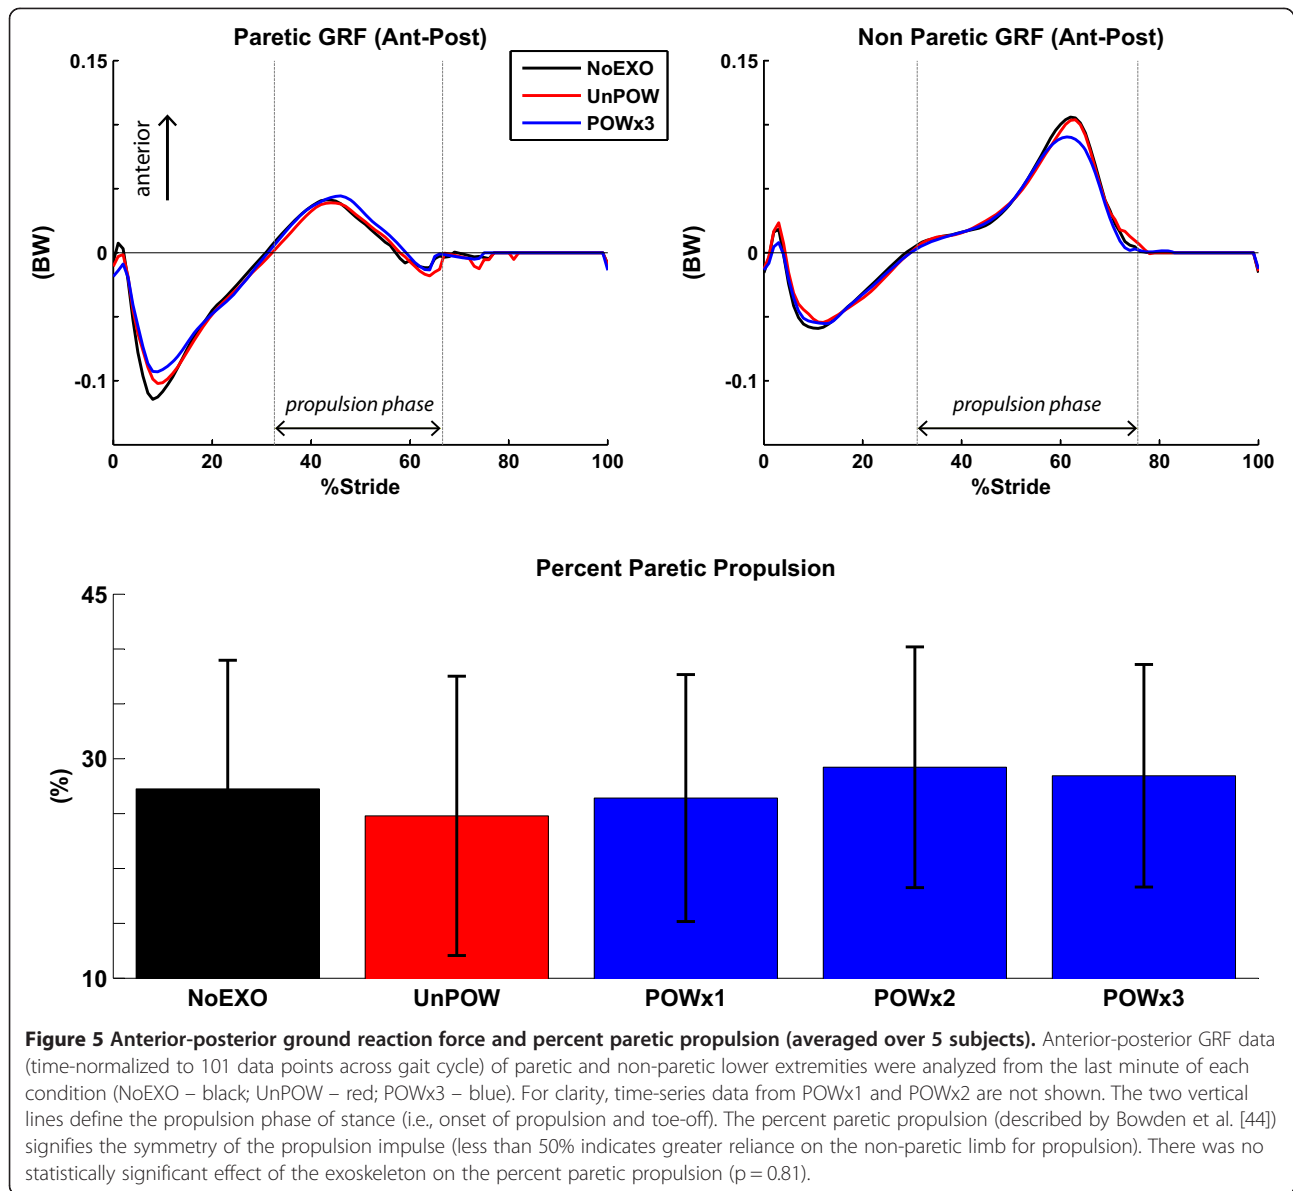 Paretic GRF (Ant-Post)
0.15
0
-0.1
(BW)
anterior
propulsion phase
0 20 40 60 80 100
%Stride
NoEXO
UnPOW
POWx3
Non Paretic GRF (Ant-Post)
0.15
0
-0.1
(BW)
propulsion phase
0 20 40 60 80 100
%Stride
Percent Paretic Propulsion
45
30
10
(%)
NoEXO UnPOW POWx1 POWx2 POWx3
Figure 5 Anterior-posterior ground reaction force and percent paretic propulsion (averaged over 5 subjects). Anterior-posterior GRF data
(time-normalized to 101 data points across gait cycle) of paretic and non-paretic lower extremities were analyzed from the last minute of each
condition (NoEXO – black; UnPOW – red; POWx3 – blue). For clarity, time-series data from POWx1 and POWx2 are not shown. The two vertical
lines define the propulsion phase of stance (i.e., onset of propulsion and toe-off). The percent paretic propulsion (described by Bowden et al. [44])
signifies the symmetry of the propulsion impulse (less than 50% indicates greater reliance on the non-paretic limb for propulsion). There was no
statistically significant effect of the exoskeleton on the percent paretic propulsion (p = 0.81).